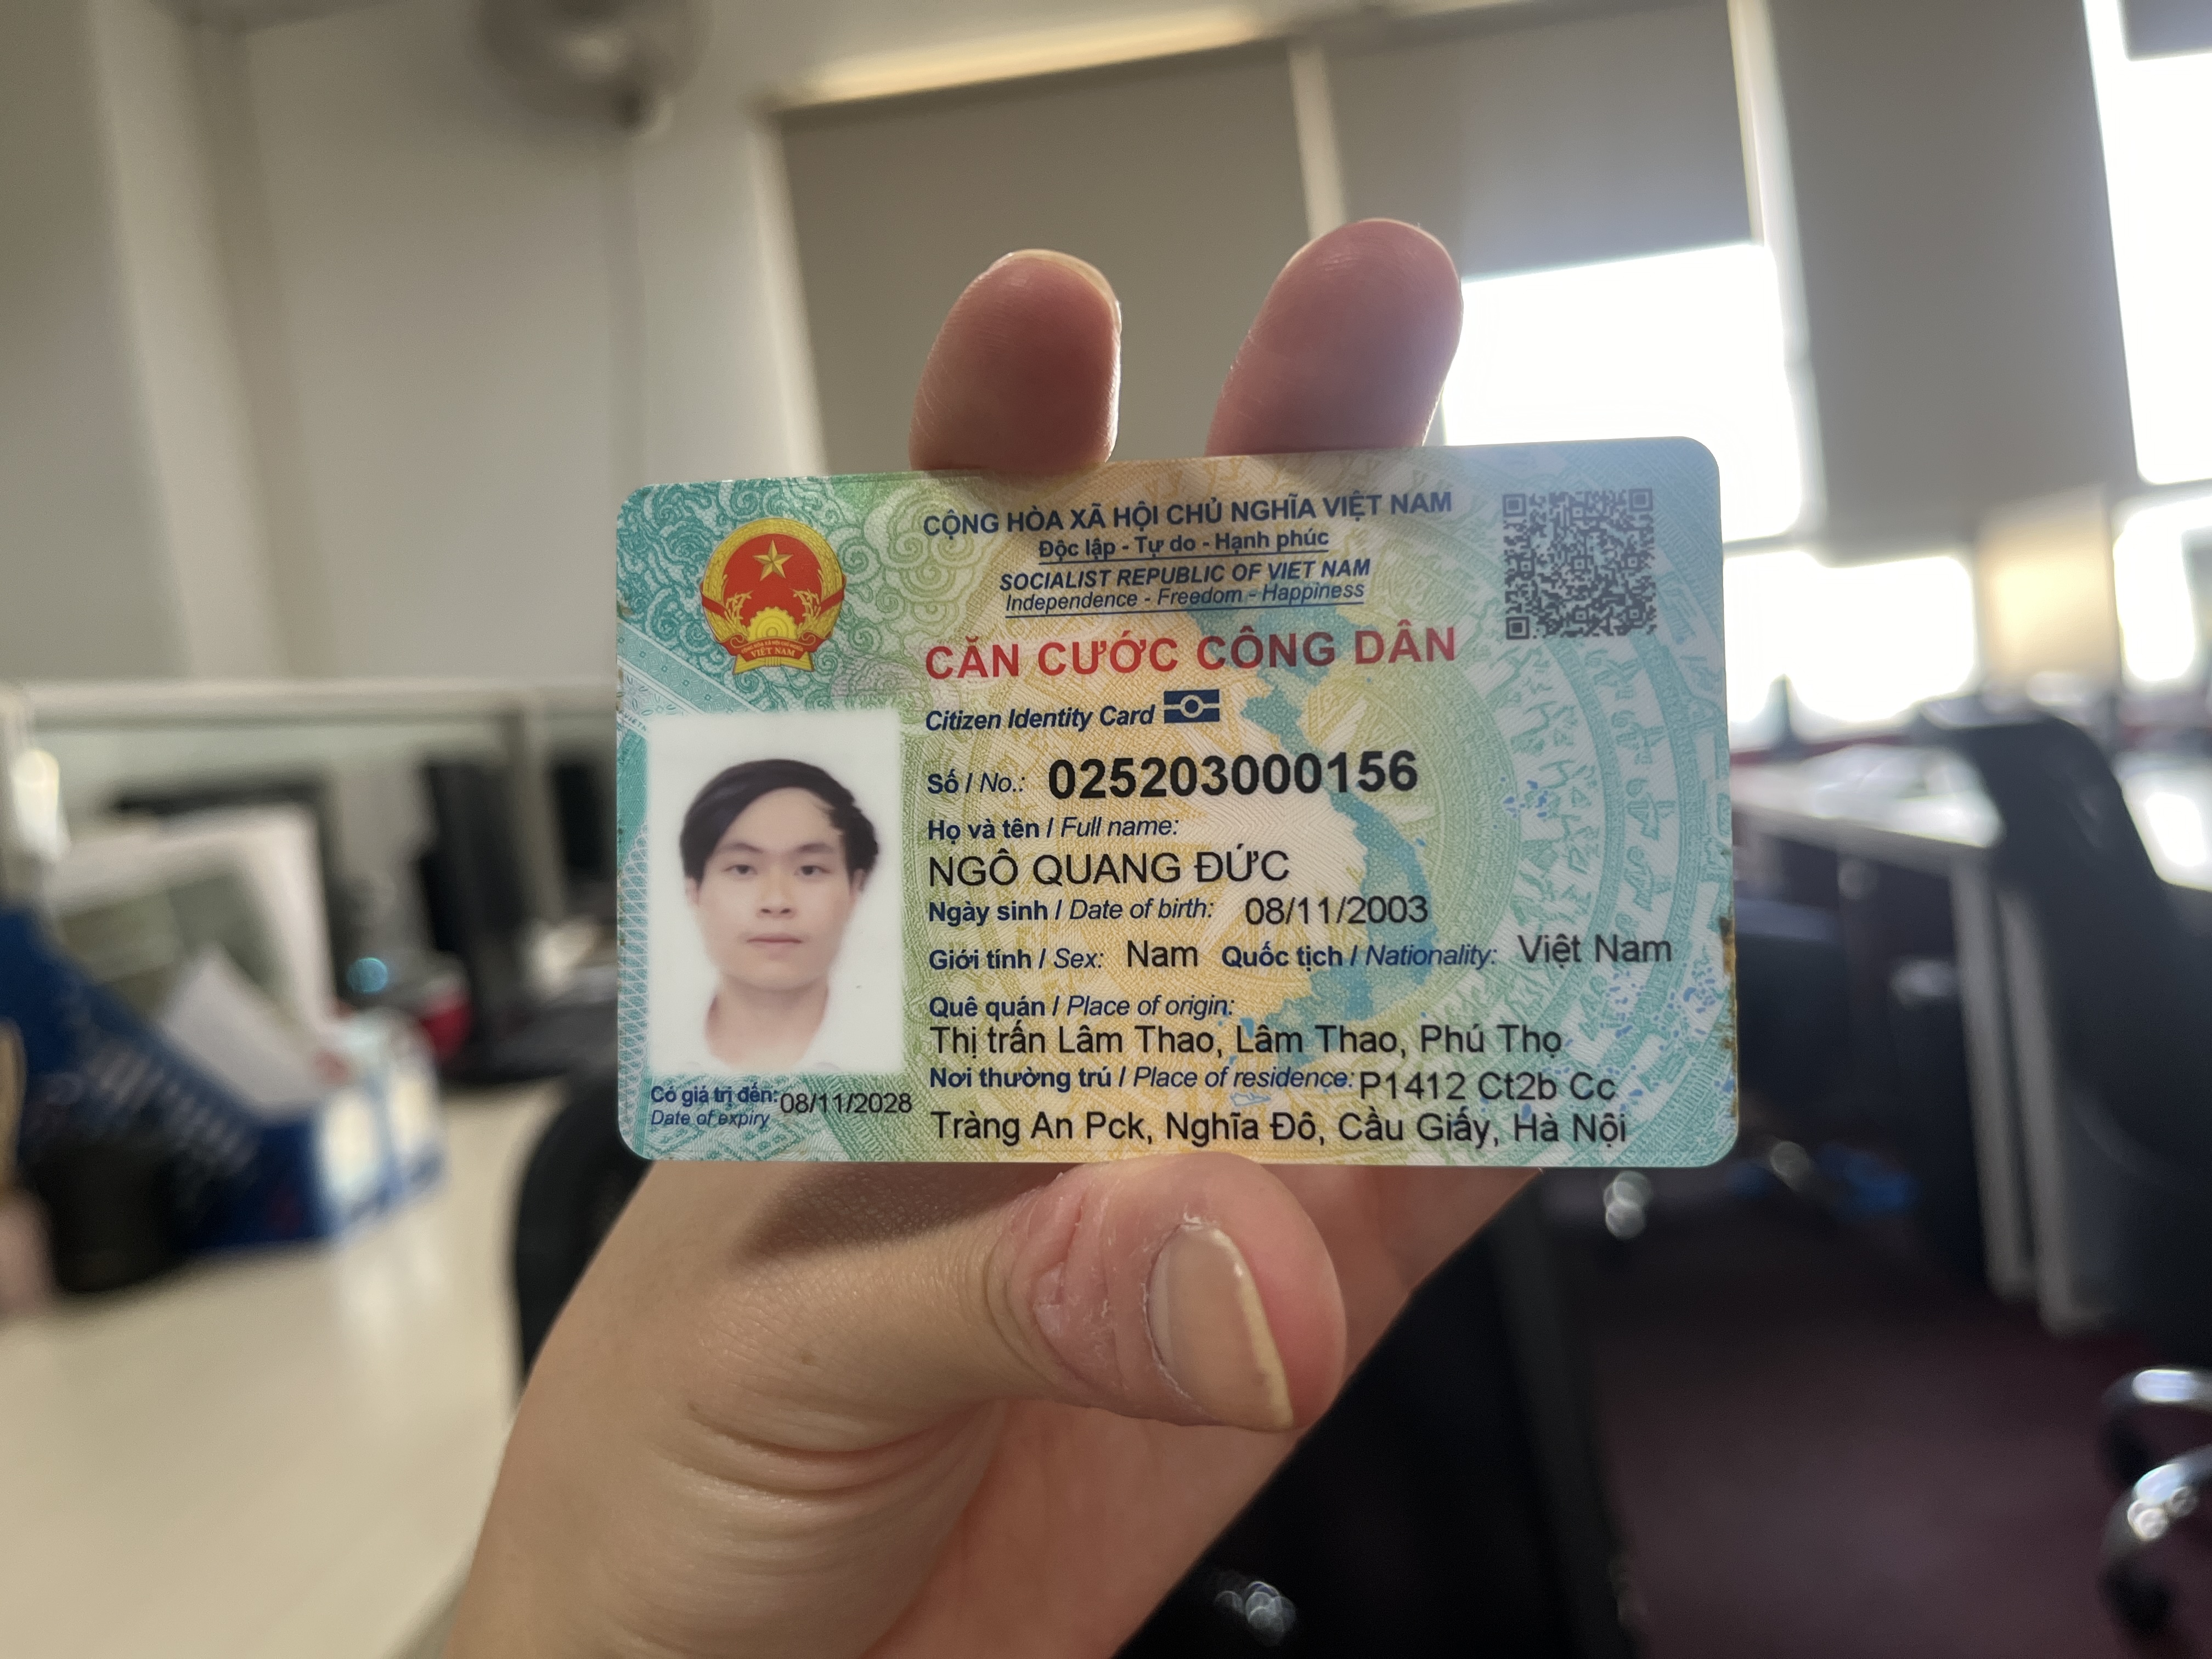 CỘNG HÒA XÃ HỘI CHỦ NGHĨA VIỆT NAM
Độc lập - Tự do - Hạnh phúc
SOCIALIST REPUBLIC OF VIET NAM
Independence - Freedom - Happiness
CĂN CƯỚC CÔNG DÂN
Citizen Identity Card
Số / No.: 025203000156
Họ và tên / Full name:
NGÔ QUANG ĐỨC
Ngày sinh / Date of birth: 08/11/2003
Giới tính / Sex: Nam Quốc tịch / Nationality: Việt Nam
Quê quán / Place of origin:
Thị trấn Lâm Thao, Lâm Thao, Phú Thọ
Nơi thường trú / Place of residence: P1412 Ct2b Cc
Tràng An Pck, Nghĩa Đô, Cầu Giấy, Hà Nội
Có giá trị đến: 08/11/2028
Date of expiry
VIỆT NAM